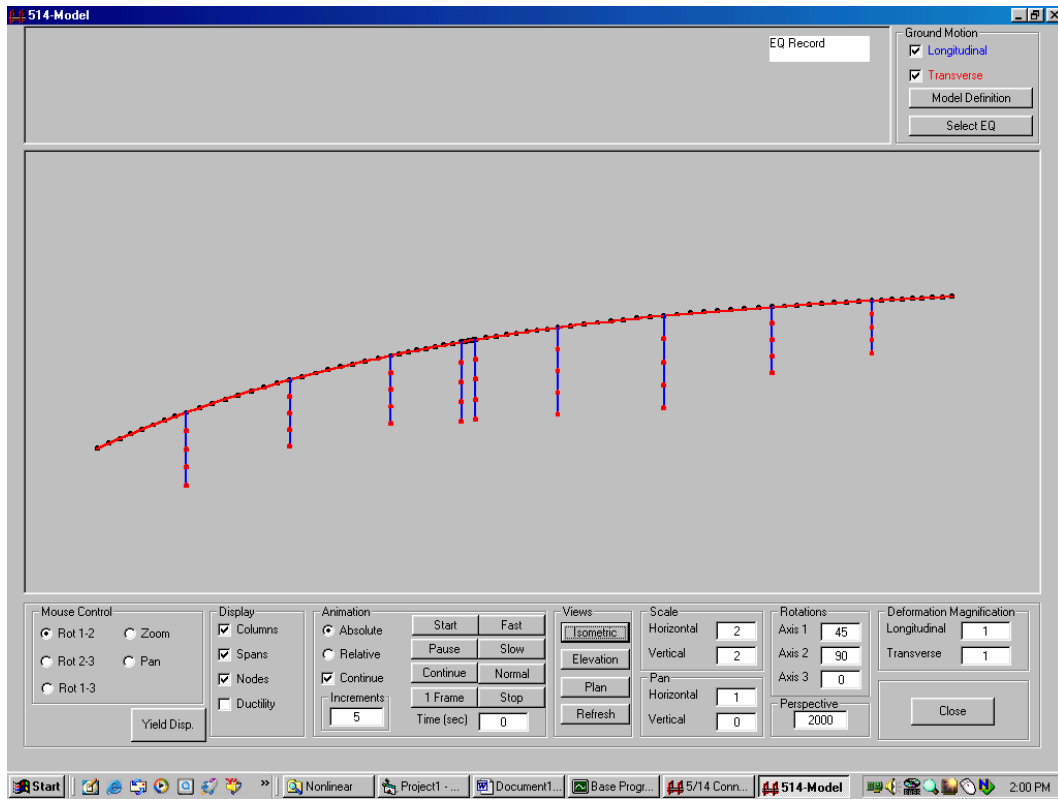 514-Model
EQ Record
Ground Motion
Longitudinal
Transverse
Model Definition
Select EQ
Mouse Control
Rot 1-2
Zoom
Rot 2-3
Pan
Rot 1-3
Yield Disp.
Display
Columns
Spans
Nodes
Ductility
Animation
Absolute
Relative
Continue
Increments
5
Start
Fast
Pause
Slow
Continue
Normal
1 Frame
Stop
Time (sec)
0
Views
Isometric
Elevation
Plan
Refresh
Scale
Horizontal
2
Vertical
2
Pan
Horizontal
1
Vertical
0
Rotations
Axis 1
45
Axis 2
90
Axis 3
0
Perspective
2000
Deformation Magnification
Longitudinal
1
Transverse
1
Close
Start
»
Nonlinear
Project1 - ...
Document1...
Base Progr...
5/14 Conn...
514-Model
2:00 PM